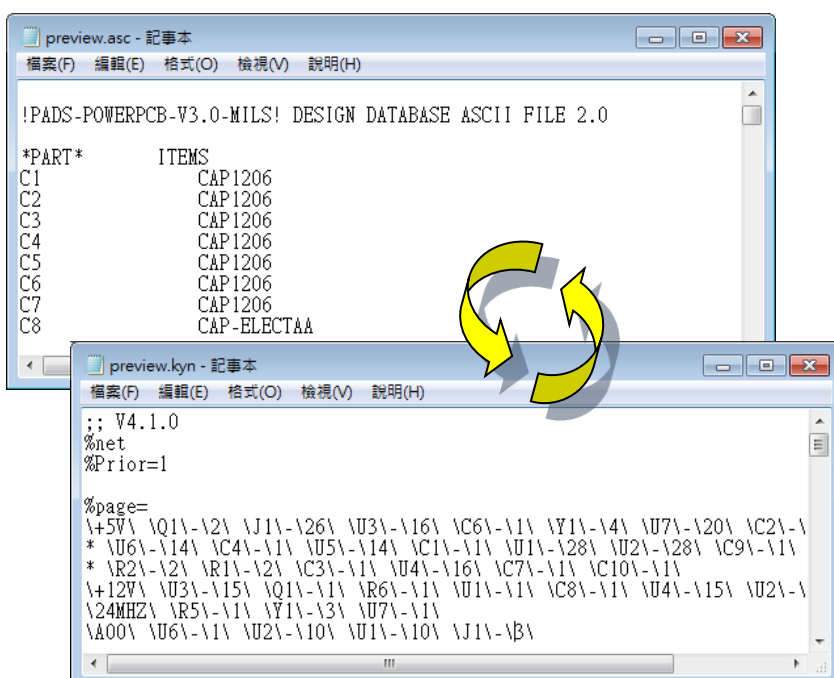 preview.asc - 記事本
檔案(F) 編輯(E) 格式(O) 檢視(V) 說明(H)
!PADS-POWERPCB-V3.0-MILS! DESIGN DATABASE ASCII FILE 2.0
*PART* ITEMS
C1 CAP1206
C2 CAP1206
C3 CAP1206
C4 CAP1206
C5 CAP1206
C6 CAP1206
C7 CAP1206
C8 CAP-ELECTAA
preview.kyn - 記事本
檔案(F) 編輯(E) 格式(O) 檢視(V) 說明(H)
;; V4.1.0
%net
%Prior=1
%page=
\+5V\ \Q1\-\2\ \J1\-\26\ \U3\-\16\ \C6\-\1\ \Y1\-\4\ \U7\-\20\ \C2\-\
* \U6\-\14\ \C4\-\1\ \U5\-\14\ \C1\-\1\ \U1\-\28\ \U2\-\28\ \C9\-\1\
* \R2\-\2\ \R1\-\2\ \C3\-\1\ \U4\-\16\ \C7\-\1\ \C10\-\1\
\+12V\ \U3\-\15\ \Q1\-\1\ \R6\-\1\ \U1\-\1\ \C8\-\1\ \U4\-\15\ \U2\-\
\24MHZ\ \R5\-\1\ \Y1\-\3\ \U7\-\1\
\A00\ \U6\-\1\ \U2\-\10\ \U1\-\10\ \J1\-\3\